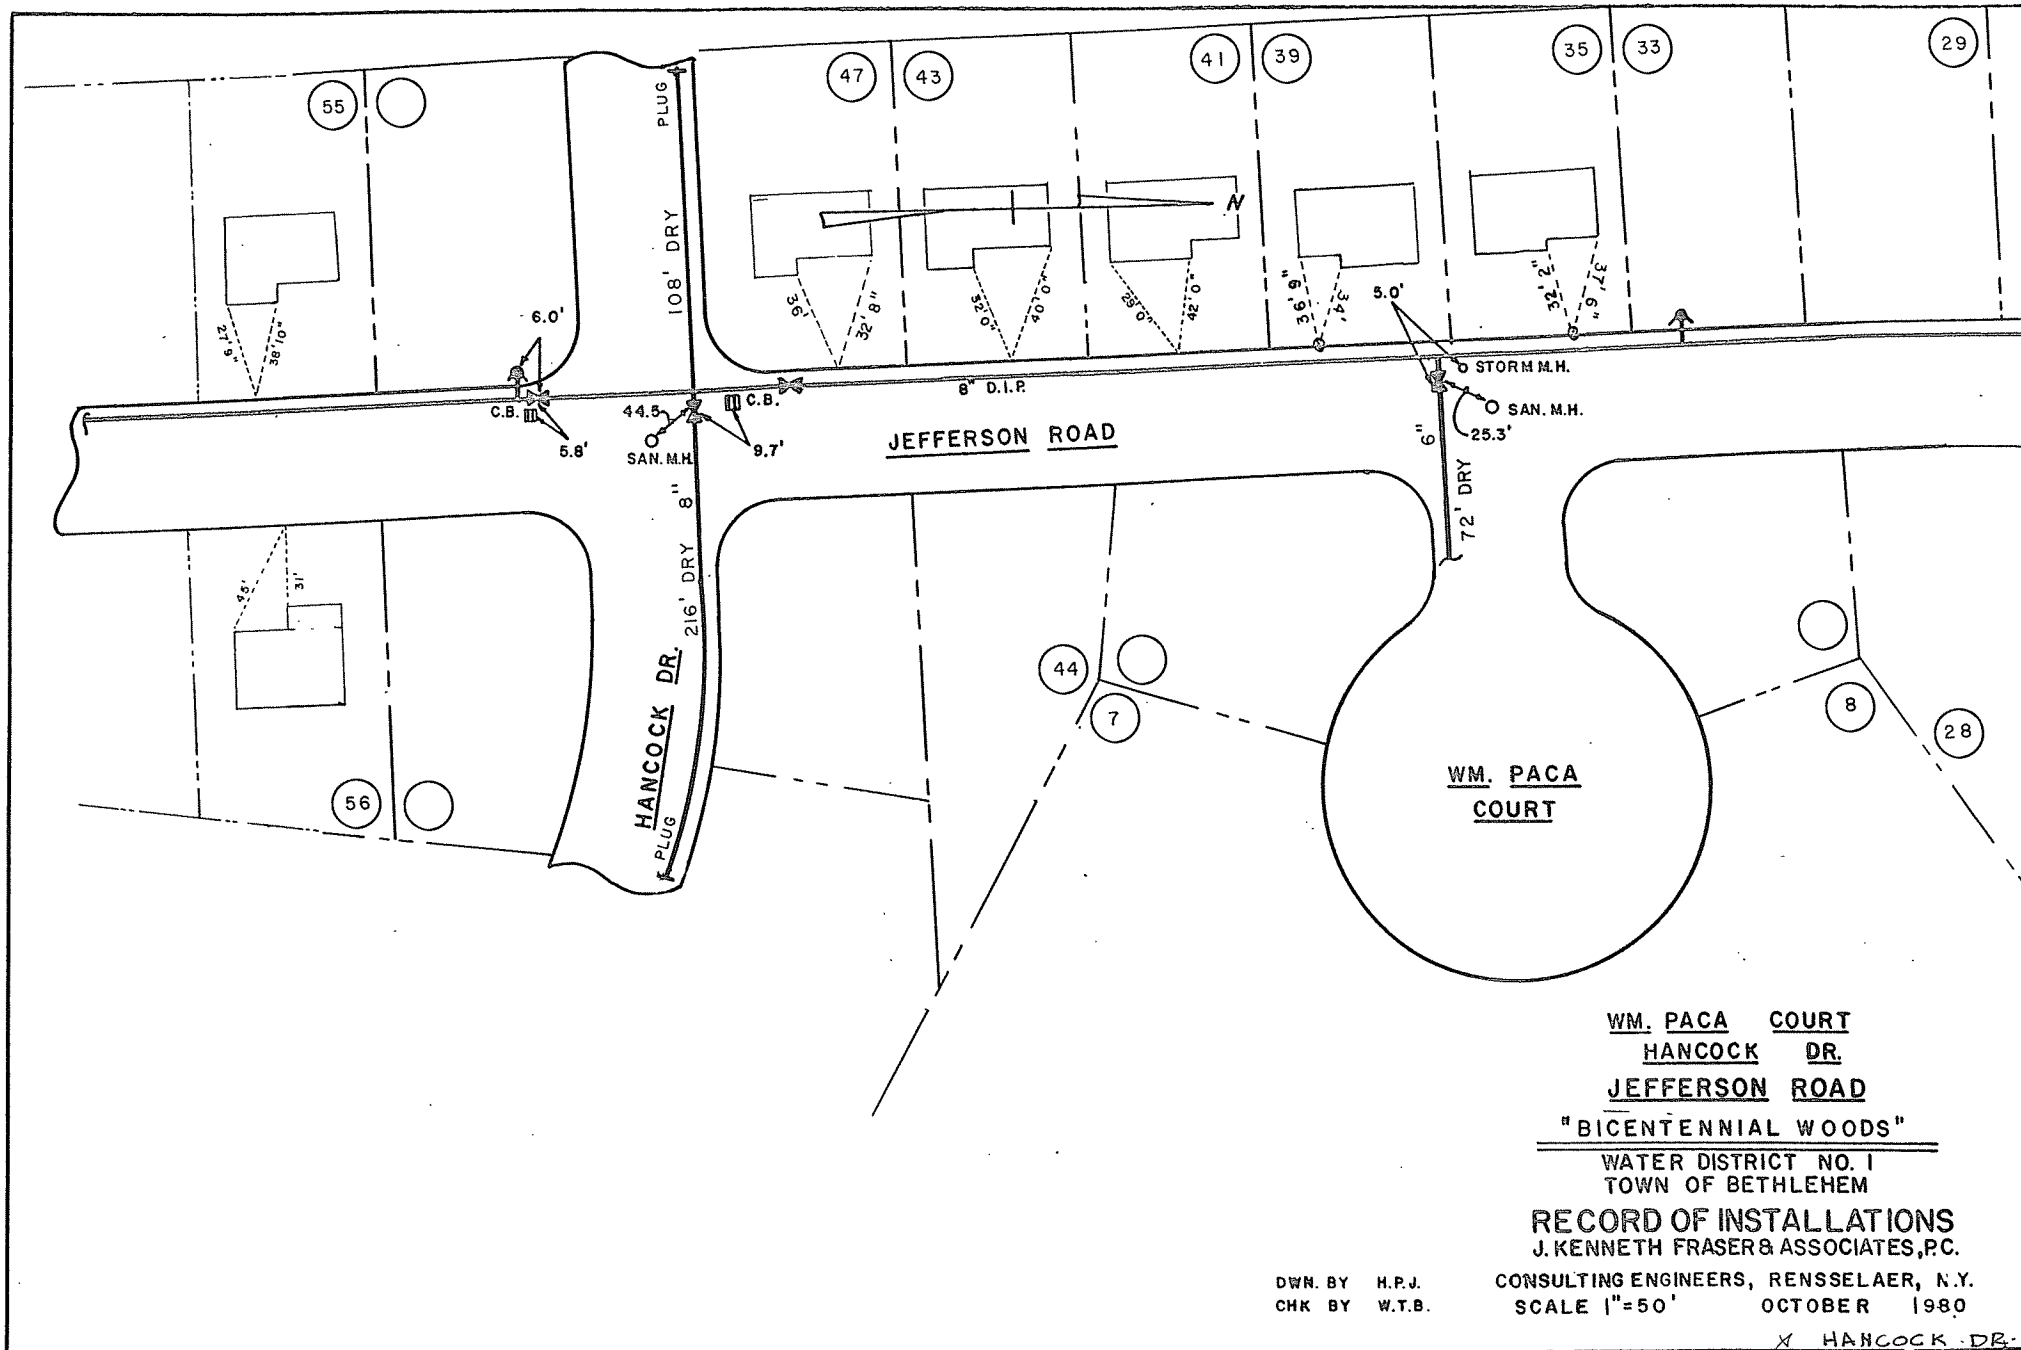 55
47
43
41
39
35
33
29
PLUG
108' DRY
N
27' 9"
38' 10"
6.0'
36'
32' 8"
32' 0"
40' 0"
29' 0"
42' 0"
36' 9"
34'
5.0'
32' 2"
37' 6"
STORM M.H.
C.B.
5.8'
44.5
SAN. M.H.
C.B.
9.7'
8" D.I.P.
JEFFERSON ROAD
SAN. M.H.
25.3'
6"
72' DRY
8"
216' DRY
45'
31'
HANCOCK DR.
PLUG
56
44
7
8
28
WM. PACA
COURT
WM. PACA COURT
HANCOCK DR.
JEFFERSON ROAD
"BICENTENNIAL WOODS"
WATER DISTRICT NO. 1
TOWN OF BETHLEHEM
RECORD OF INSTALLATIONS
J. KENNETH FRASER & ASSOCIATES, P.C.
DWN. BY H.P.J. CONSULTING ENGINEERS, RENSSELAER, N.Y.
CHK BY W.T.B. SCALE 1"=50' OCTOBER 1980
X HANCOCK DR.